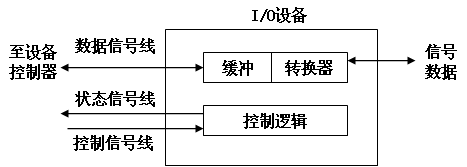 I/O设备
数据信号线
至设备
控制器
缓冲
转换器
信号
数据
状态信号线
控制逻辑
控制信号线